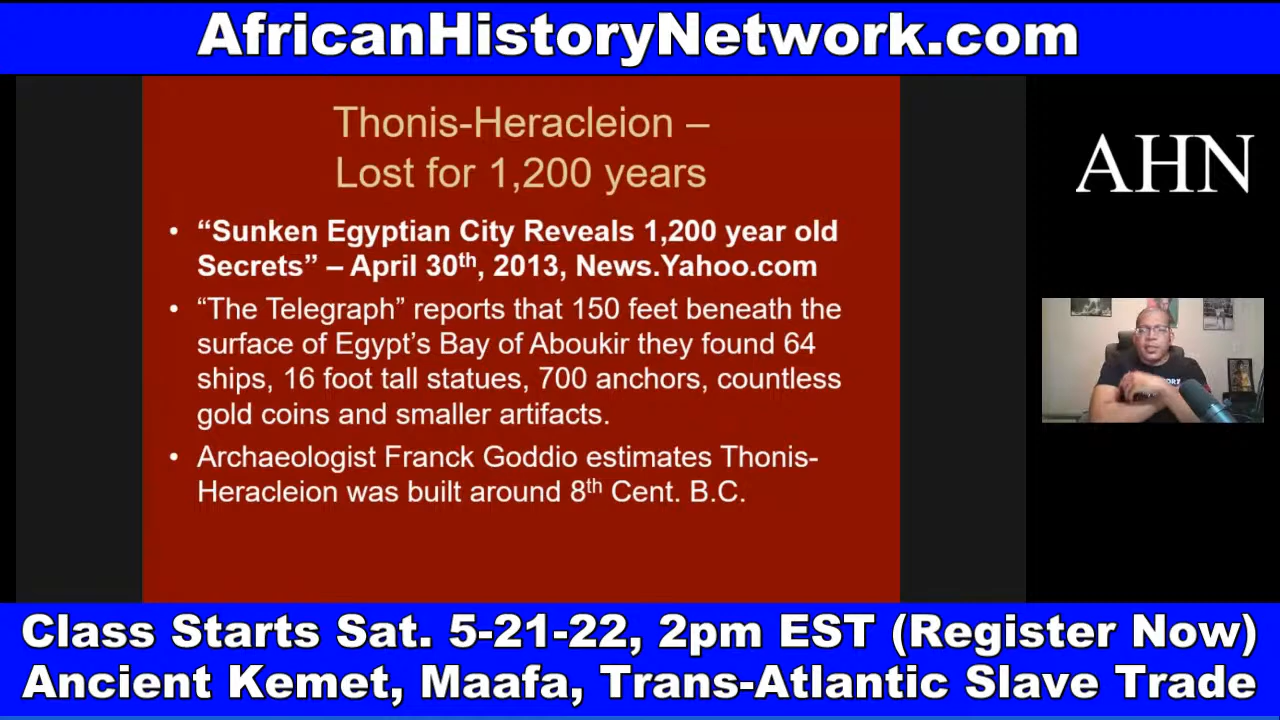 AfricanHistoryNetwork.com
Thonis-Heracleion –
Lost for 1,200 years
• “Sunken Egyptian City Reveals 1,200 year old
Secrets” – April 30th, 2013, News.Yahoo.com
• “The Telegraph” reports that 150 feet beneath the
surface of Egypt’s Bay of Aboukir they found 64
ships, 16 foot tall statues, 700 anchors, countless
gold coins and smaller artifacts.
• Archaeologist Franck Goddio estimates Thonis-
Heracleion was built around 8th Cent. B.C.
AHN
Class Starts Sat. 5-21-22, 2pm EST (Register Now)
Ancient Kemet, Maafa, Trans-Atlantic Slave Trade